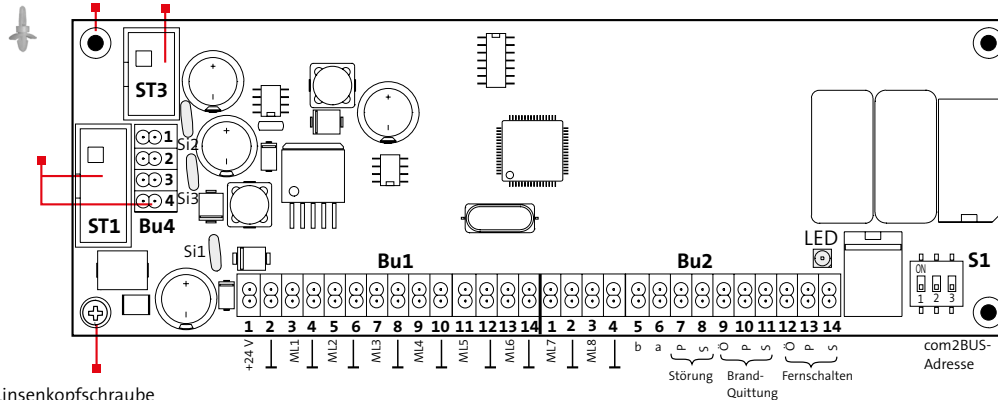 ST3
1
Si2
2
3
Si3
4
ST1 Bu4
Si1
Bu1 Bu2 LED S1
ON
1 2 3
1 2 3 4 5 6 7 8 9 10 11 12 13 14 1 2 3 4 5 6 7 8 9 10 11 12 13 14
+24 V ML1 ML2 ML3 ML4 ML5 ML6 ML7 ML8 b a P S Ö P S Ö P S
com2BUS-
Adresse
Störung Brand-
Quittung
Fernschalten
Linsenkopfschraube